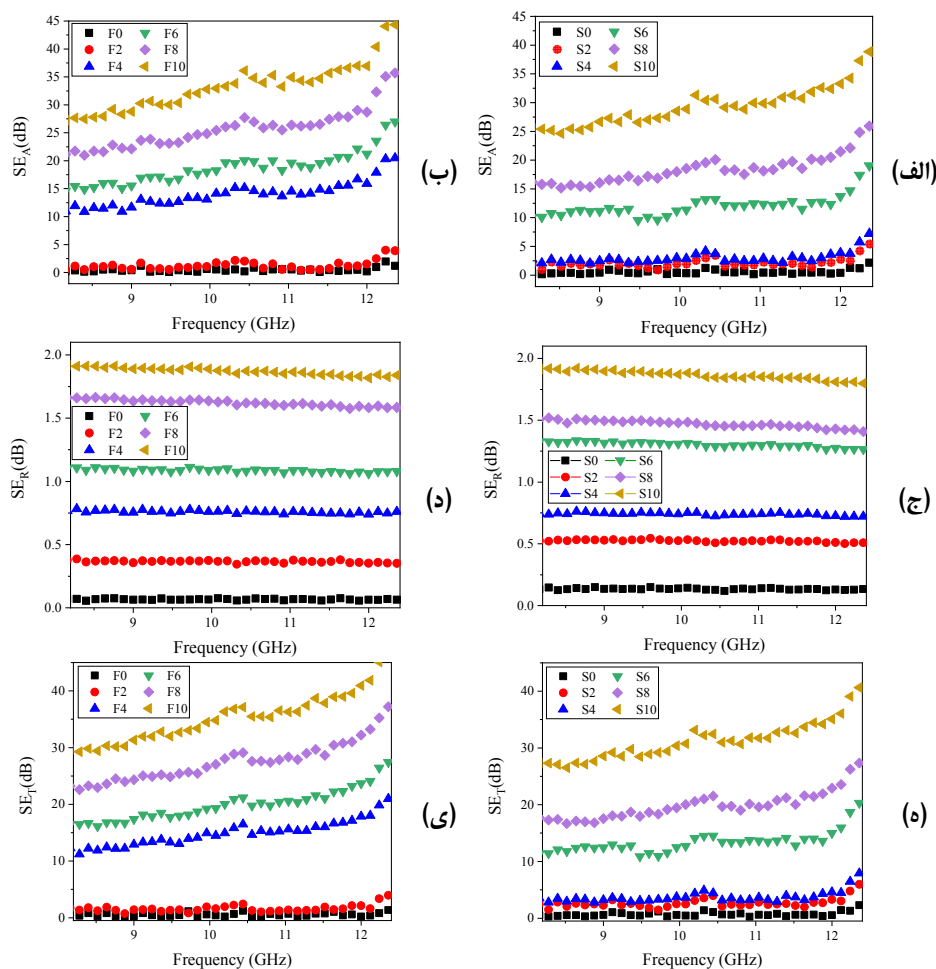 45
40
35
30
25
20
15
10
5
0
SE_A(dB)
F0 F6
F2 F8
F4 F10
9 10 11 12
Frequency (GHz)
(ب)
45
40
35
30
25
20
15
10
5
0
SE_A(dB)
S0 S6
S2 S8
S4 S10
9 10 11 12
Frequency (GHz)
(الف)
2.0
1.5
1.0
0.5
0.0
SE_R(dB)
F0 F6
F2 F8
F4 F10
9 10 11 12
Frequency (GHz)
(د)
2.0
1.5
1.0
0.5
0.0
SE_R(dB)
S0 S6
S2 S8
S4 S10
9 10 11 12
Frequency (GHz)
(ج)
40
30
20
10
0
SE_T(dB)
F0 F6
F2 F8
F4 F10
9 10 11 12
Frequency (GHz)
(ی)
40
30
20
10
0
SE_T(dB)
S0 S6
S2 S8
S4 S10
9 10 11 12
Frequency (GHz)
(ه)